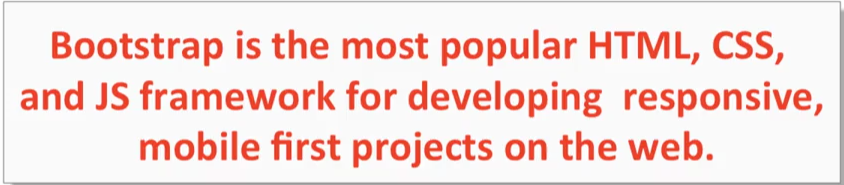 Bootstrap is the most popular HTML, CSS,
and JS framework for developing  responsive,
mobile first projects on the web.